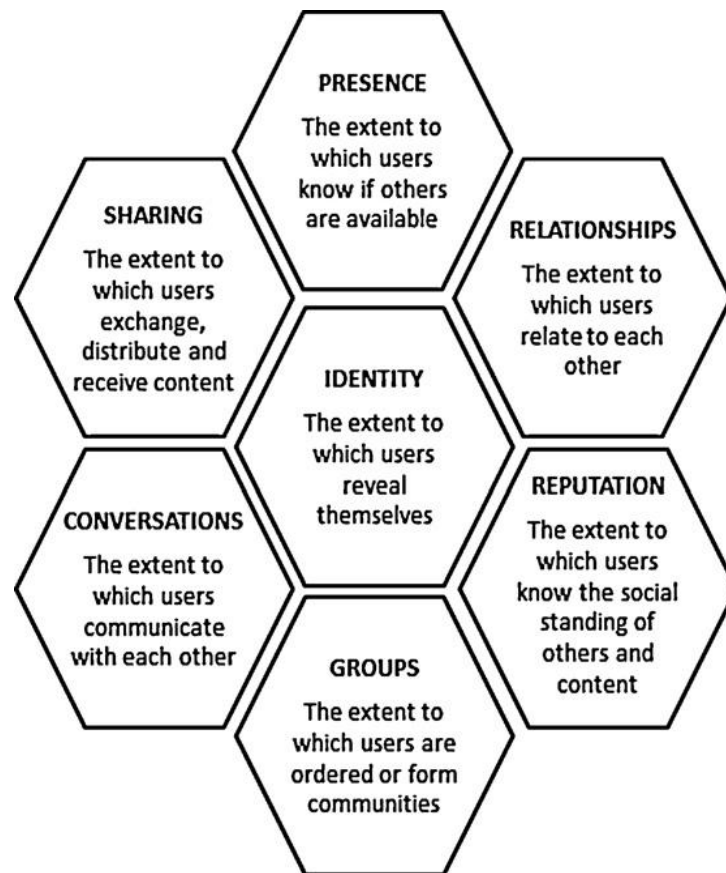 PRESENCE
The extent to
which users
know if others
are available
SHARING
The extent to
which users
exchange,
distribute and
receive content
RELATIONSHIPS
The extent to
which users
relate to each
other
IDENTITY
The extent to
which users
reveal
themselves
CONVERSATIONS
The extent to
which users
communicate
with each other
REPUTATION
The extent to
which users
know the social
standing of
others and
content
GROUPS
The extent to
which users are
ordered or form
communities